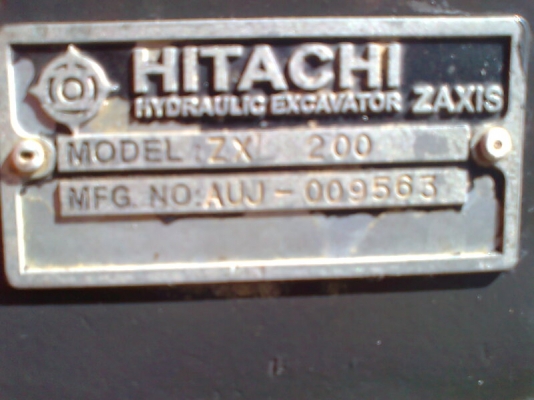 HITACHI
HYDRAULIC EXCAVATOR ZAXIS
MODEL: ZX 200
MFG. NO: AUJ-009563